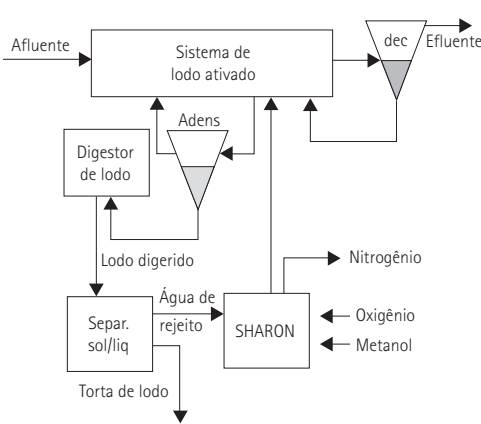 Afluente
Sistema de
lodo ativado
dec
Efluente
Adens
Digestor
de lodo
Lodo digerido
Nitrogênio
Água de
rejeito
Separ.
sol/liq
SHARON
Oxigênio
Metanol
Torta de lodo